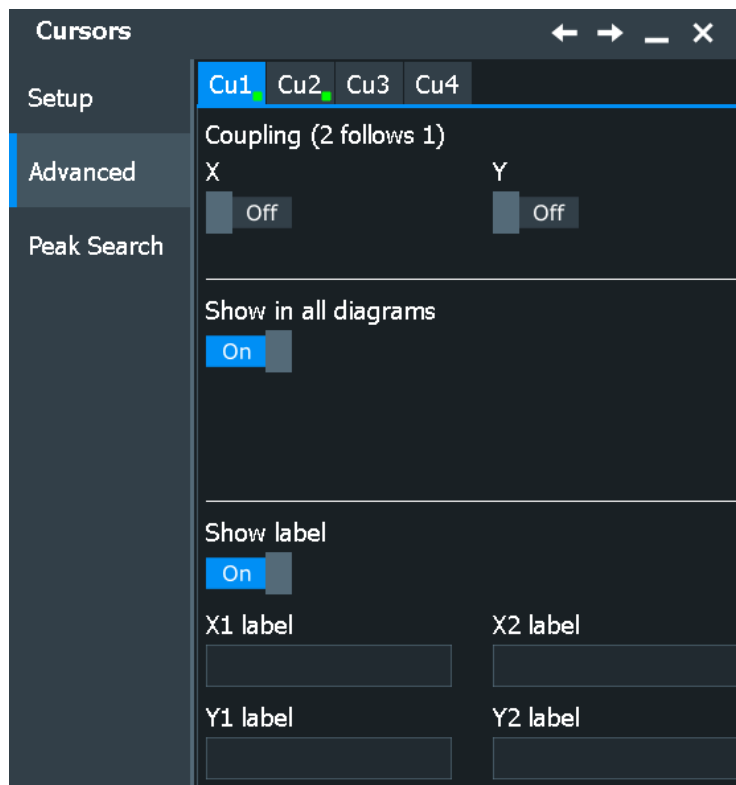 Cursors
Setup
Advanced
Peak Search
Cu1 Cu2 Cu3 Cu4
Coupling (2 follows 1)
X Y
Off Off
Show in all diagrams
On
Show label
On
X1 label X2 label
Y1 label Y2 label